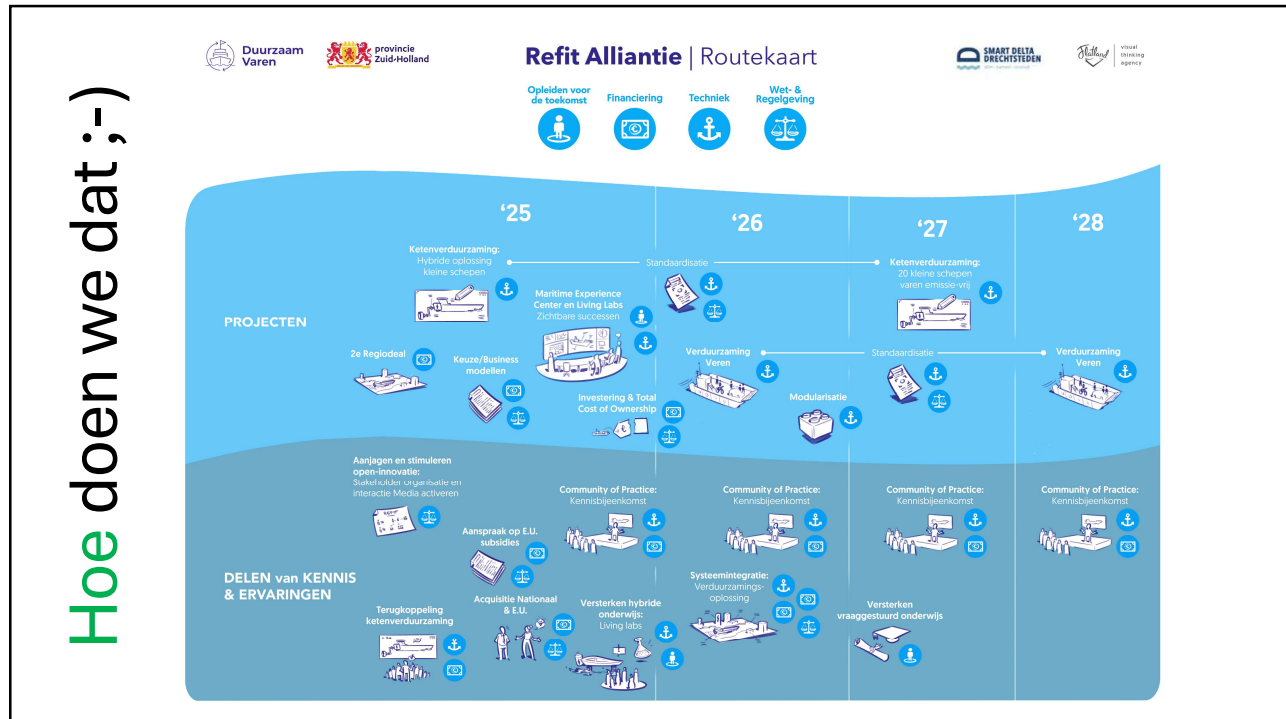 Hoe doen we dat ;-)
Duurzaam
Varen
provincie
Zuid-Holland
Refit Alliantie | Routekaart
SMART DELTA
DRECHTSTEDEN
Flatland
visual
thinking
agency
Opleiden voor
de toekomst
Financiering
Techniek
Wet- &
Regelgeving
'25
'26
'27
'28
PROJECTEN
Ketenverduurzaming:
Hybride oplossing
kleine schepen
Standaardisatie
Ketenverduurzaming:
20 kleine schepen
varen emissie-vrij
Maritime Experience
Center en Living Labs
Zichtbare successen
2e Regiodeal
Keuze/Business
modellen
Investering & Total
Cost of Ownership
Verduurzaming
Veren
Modularisatie
Standaardisatie
Verduurzaming
Veren
DELEN van KENNIS
& ERVARINGEN
Aanjagen en stimuleren
open-innovatie:
Stakeholder organisatie en
interactie Media activeren
Aanspraak op E.U.
subsidies
Community of Practice:
Kennisbijeenkomst
Community of Practice:
Kennisbijeenkomst
Community of Practice:
Kennisbijeenkomst
Community of Practice:
Kennisbijeenkomst
Terugkoppeling
ketenverduurzaming
Acquisitie Nationaal
& E.U.
Versterken hybride
onderwijs:
Living labs
Systeemintegratie:
Verduurzamings-
oplossing
Versterken
vraaggestuurd onderwijs